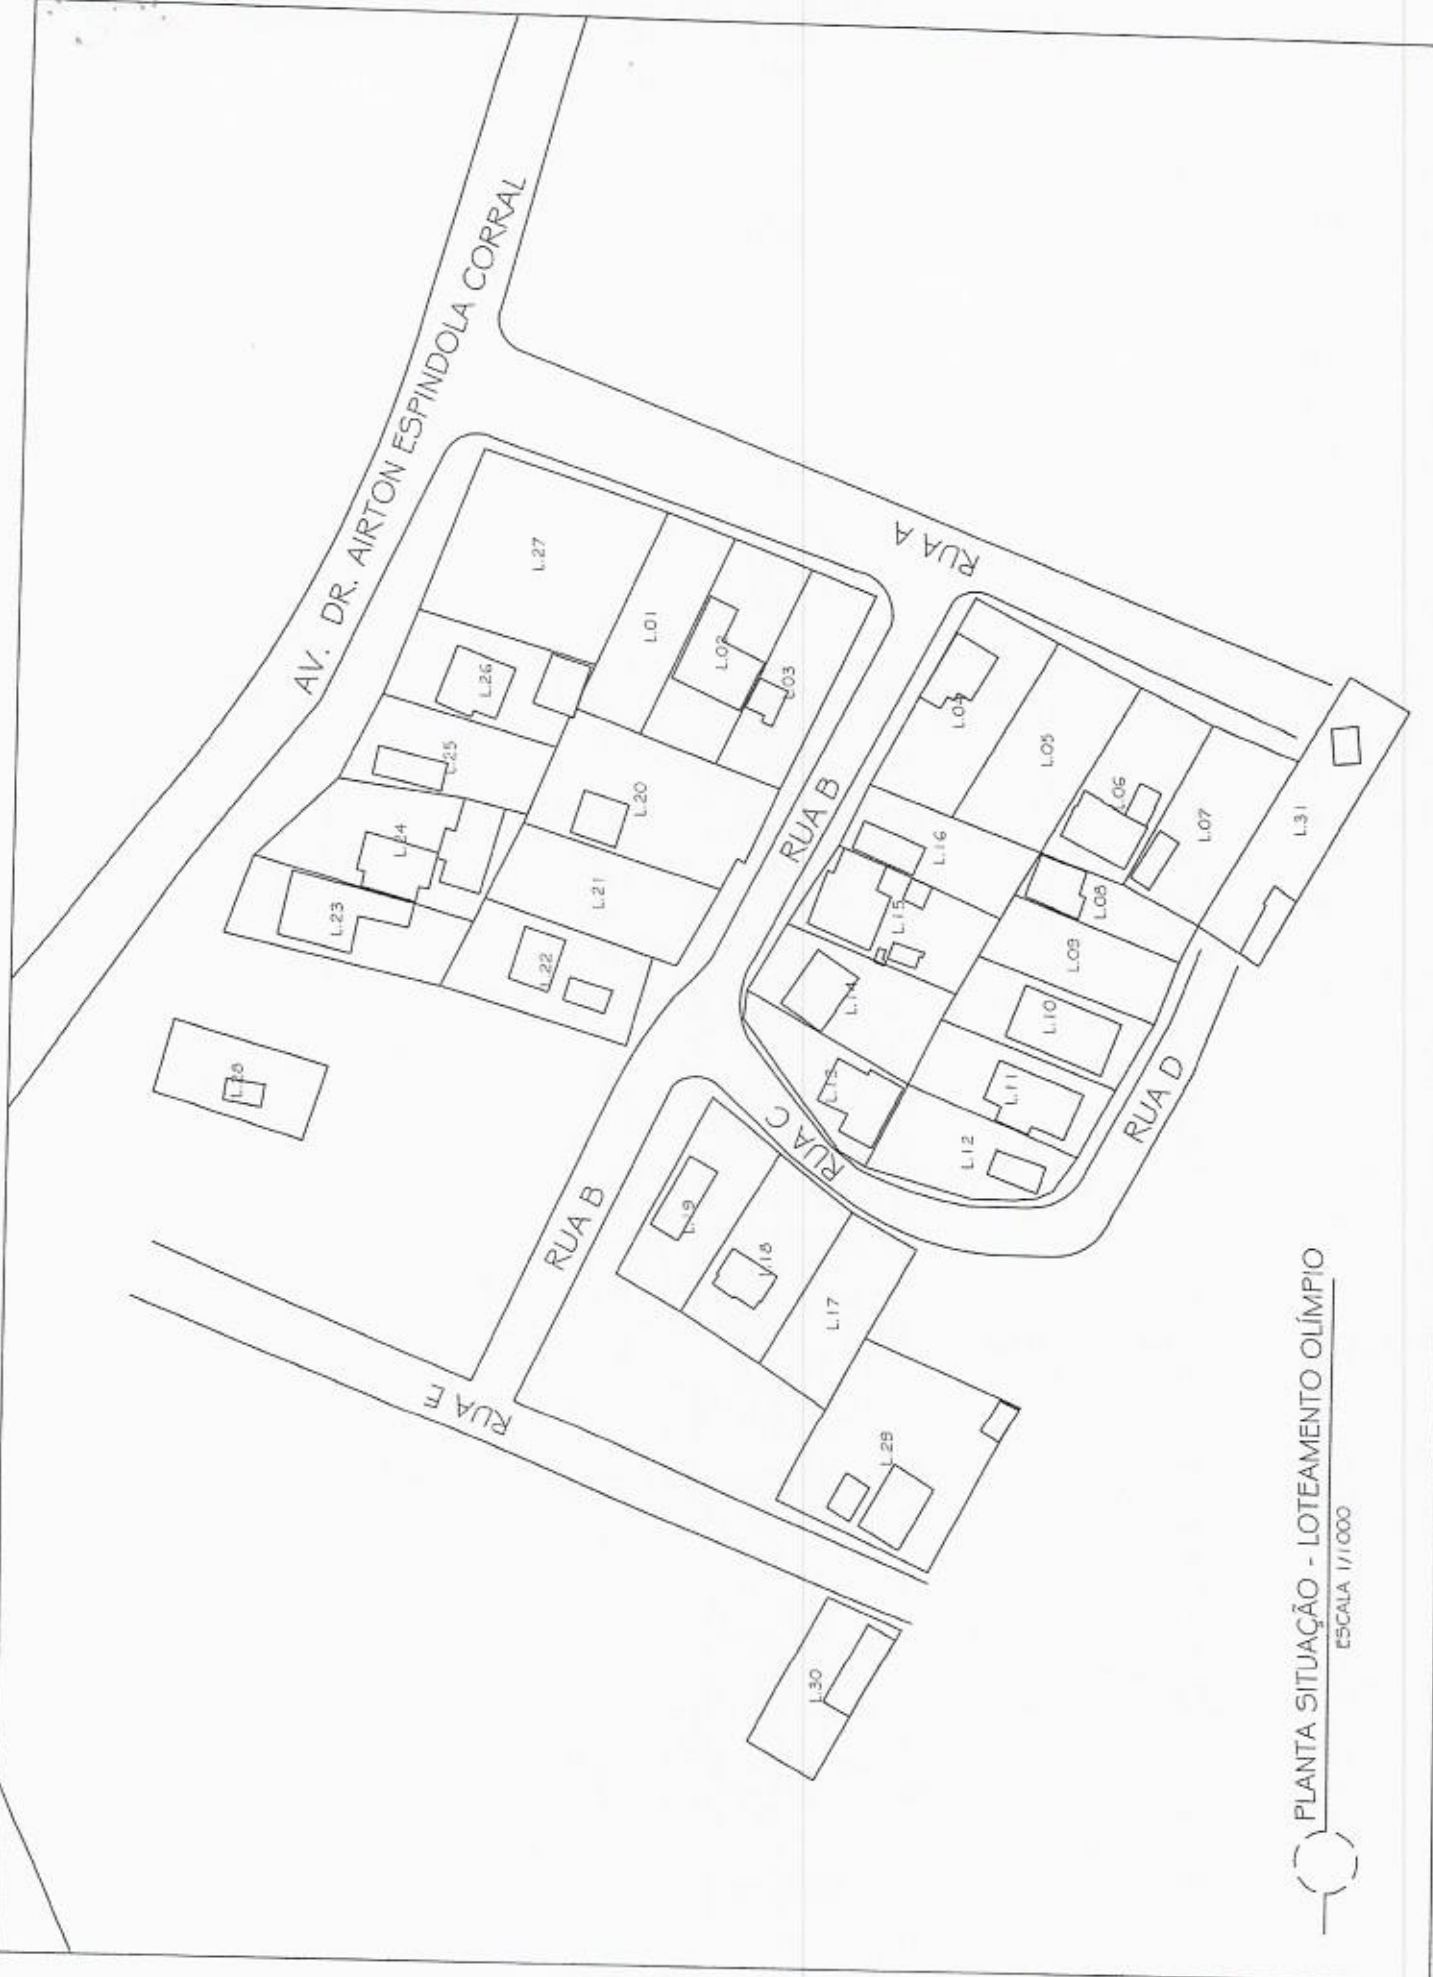 AV. DR. AIRTON ESPINDOLA CORRAL
RUA A
RUA B
RUA B
RUA C
RUA D
RUA E
L.01
L.02
L.03
L.04
L.05
L.06
L.07
L.08
L.09
L.10
L.11
L.12
L.13
L.14
L.15
L.16
L.17
L.18
L.19
L.20
L.21
L.22
L.23
L.24
L.25
L.26
L.27
L.28
L.29
L.30
L.31
PLANTA SITUAÇÃO - LOTEAMENTO OLÍMPIO
ESCALA 1/1000